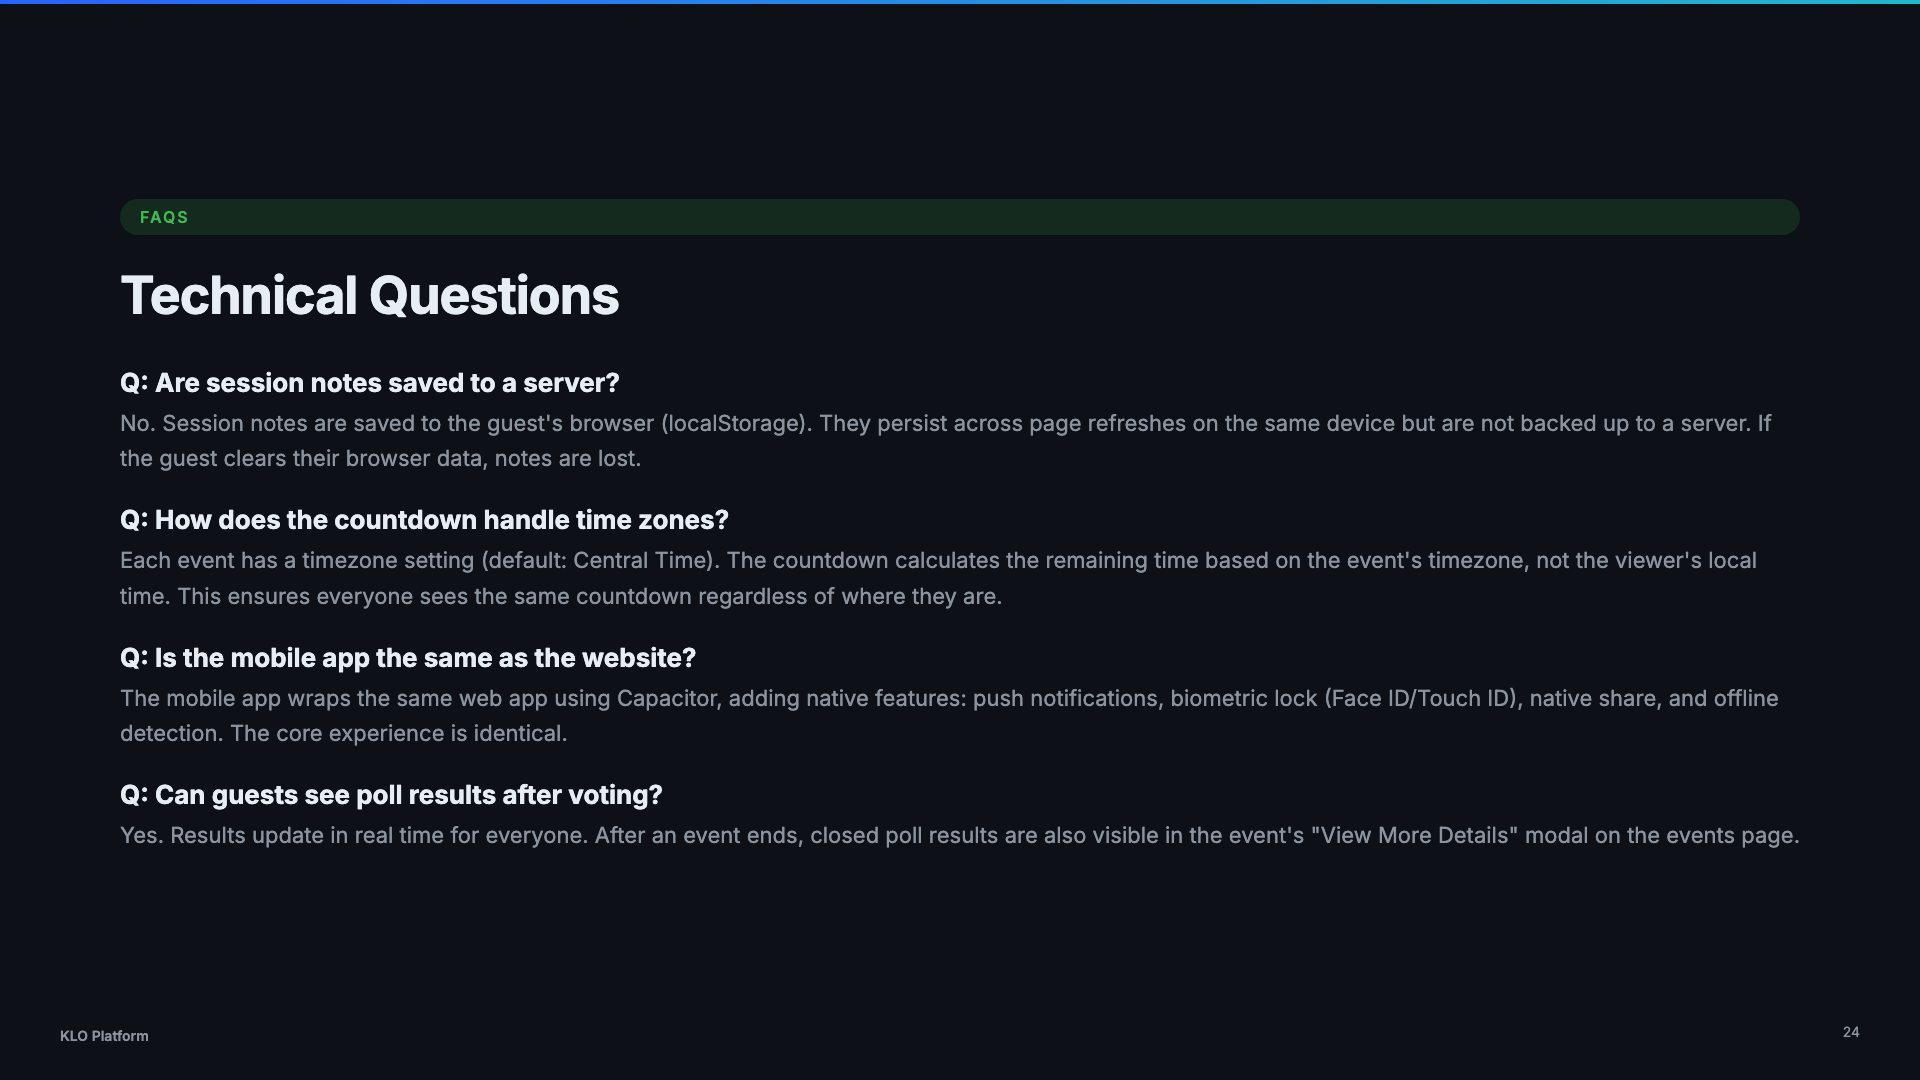 FAQS
Technical Questions
Q: Are session notes saved to a server?
No. Session notes are saved to the guest's browser (localStorage). They persist across page refreshes on the same device but are not backed up to a server. If
the guest clears their browser data, notes are lost.
Q: How does the countdown handle time zones?
Each event has a timezone setting (default: Central Time). The countdown calculates the remaining time based on the event's timezone, not the viewer's local
time. This ensures everyone sees the same countdown regardless of where they are.
Q: Is the mobile app the same as the website?
The mobile app wraps the same web app using Capacitor, adding native features: push notifications, biometric lock (Face ID/Touch ID), native share, and offline
detection. The core experience is identical.
Q: Can guests see poll results after voting?
Yes. Results update in real time for everyone. After an event ends, closed poll results are also visible in the event's "View More Details" modal on the events page.
KLO Platform
24